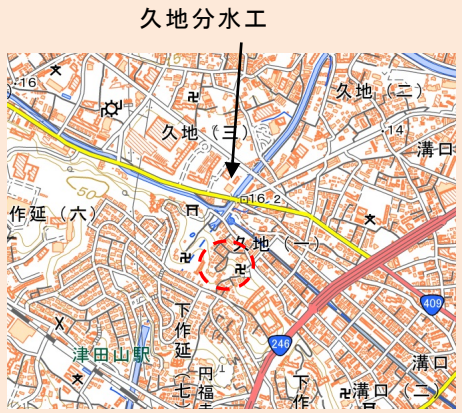 久地分水工
・16
久地(二)
久地(三)
・14
溝口
50
16.2
作延(六)
久地(一)
下作延
409
246
津田山駅
溝口
円福寺
下作
溝口(二)
七